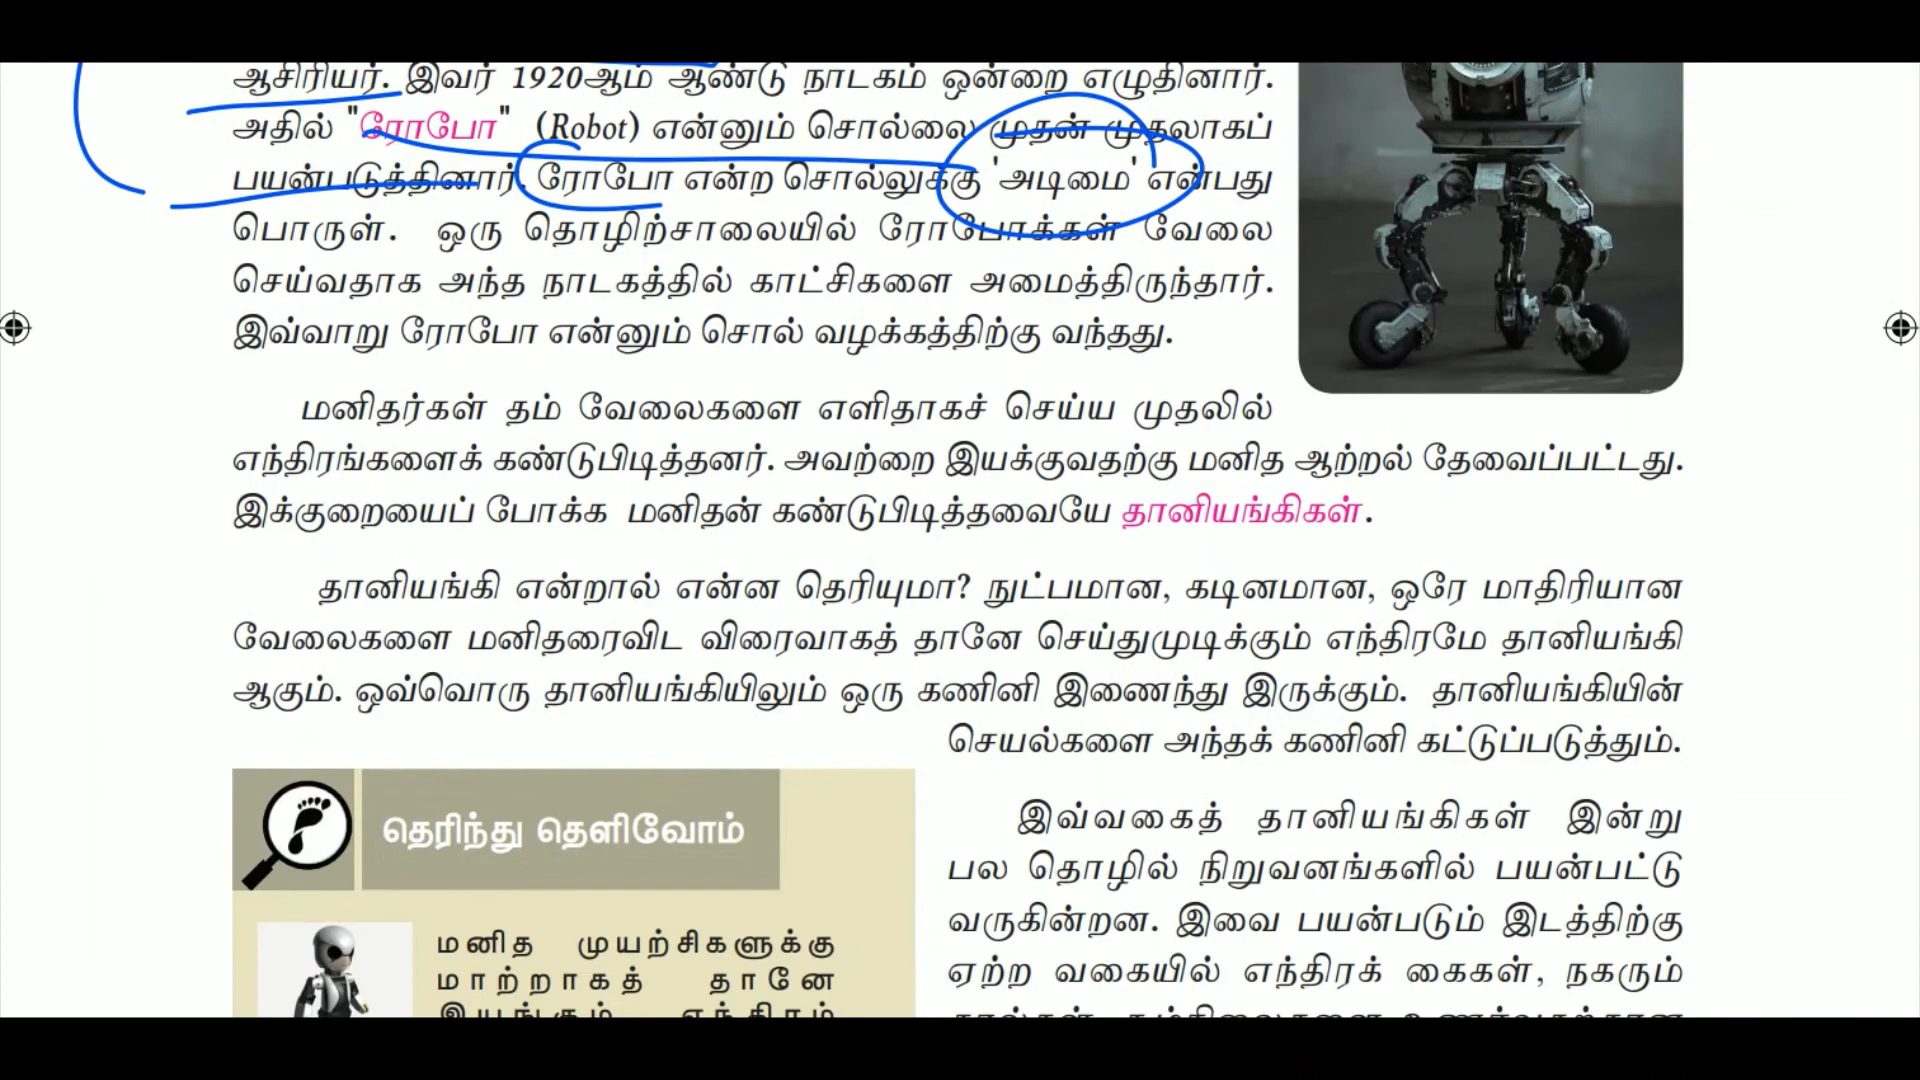 ஆசிரியர். இவர் 1920ஆம் ஆண்டு நாடகம் ஒன்றை எழுதினார்.
அதில் "ரோபோ" (Robot) என்னும் சொல்லை முதன் முதலாகப்
பயன்படுத்தினார். ரோபோ என்ற சொல்லுக்கு 'அடிமை' என்பது
பொருள். ஒரு தொழிற்சாலையில் ரோபோக்கள் வேலை
செய்வதாக அந்த நாடகத்தில் காட்சிகளை அமைத்திருந்தார்.
இவ்வாறு ரோபோ என்னும் சொல் வழக்கத்திற்கு வந்தது.
மனிதர்கள் தம் வேலைகளை எளிதாகச் செய்ய முதலில்
எந்திரங்களைக் கண்டுபிடித்தனர். அவற்றை இயக்குவதற்கு மனித ஆற்றல் தேவைப்பட்டது.
இக்குறையைப் போக்க மனிதன் கண்டுபிடித்தவையே தானியங்கிகள்.
தானியங்கி என்றால் என்ன தெரியுமா? நுட்பமான, கடினமான, ஒரே மாதிரியான
வேலைகளை மனிதரைவிட விரைவாகத் தானே செய்துமுடிக்கும் எந்திரமே தானியங்கி
ஆகும். ஒவ்வொரு தானியங்கியிலும் ஒரு கணினி இணைந்து இருக்கும். தானியங்கியின்
செயல்களை அந்தக் கணினி கட்டுப்படுத்தும்.
தெரிந்து தெளிவோம்
மனித முயற்சிகளுக்கு
மாற்றாகத் தானே
இயங்கும் எந்திரம்
இவ்வகைத் தானியங்கிகள் இன்று
பல தொழில் நிறுவனங்களில் பயன்பட்டு
வருகின்றன. இவை பயன்படும் இடத்திற்கு
ஏற்ற வகையில் எந்திரக் கைகள், நகரும்